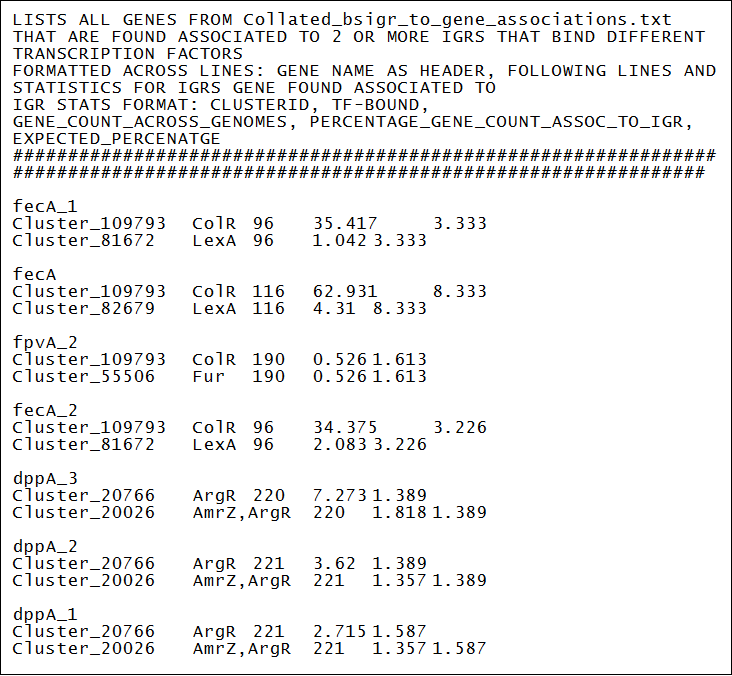 LISTS ALL GENES FROM Collated_bsigr_to_gene_associations.txt
THAT ARE FOUND ASSOCIATED TO 2 OR MORE IGRS THAT BIND DIFFERENT
TRANSCRIPTION FACTORS
FORMATTED ACROSS LINES: GENE NAME AS HEADER, FOLLOWING LINES AND
STATISTICS FOR IGRS GENE FOUND ASSOCIATED TO
IGR STATS FORMAT: CLUSTERID, TF-BOUND,
GENE_COUNT_ACROSS_GENOMES, PERCENTAGE_GENE_COUNT_ASSOC_TO_IGR,
EXPECTED_PERCENATGE
################################################################
###############################################################
fecA_1
Cluster_109793 ColR 96 35.417 3.333
Cluster_81672 LexA 96 1.042 3.333
fecA
Cluster_109793 ColR 116 62.931 8.333
Cluster_82679 LexA 116 4.31 8.333
fpvA_2
Cluster_109793 ColR 190 0.526 1.613
Cluster_55506 Fur 190 0.526 1.613
fecA_2
Cluster_109793 ColR 96 34.375 3.226
Cluster_81672 LexA 96 2.083 3.226
dppA_3
Cluster_20766 ArgR 220 7.273 1.389
Cluster_20026 AmrZ,ArgR 220 1.818 1.389
dppA_2
Cluster_20766 ArgR 221 3.62 1.389
Cluster_20026 AmrZ,ArgR 221 1.357 1.389
dppA_1
Cluster_20766 ArgR 221 2.715 1.587
Cluster_20026 AmrZ,ArgR 221 1.357 1.587